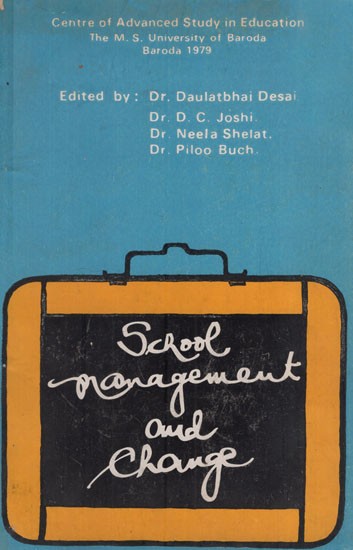 Centre of Advanced Study in Education
The M. S. University of Baroda
Baroda 1979
Edited by : Dr. Daulatbhai Desai
Dr. D. C. Joshi.
Dr. Neela Shelat.
Dr. Piloo Buch.
School
management
and
Change